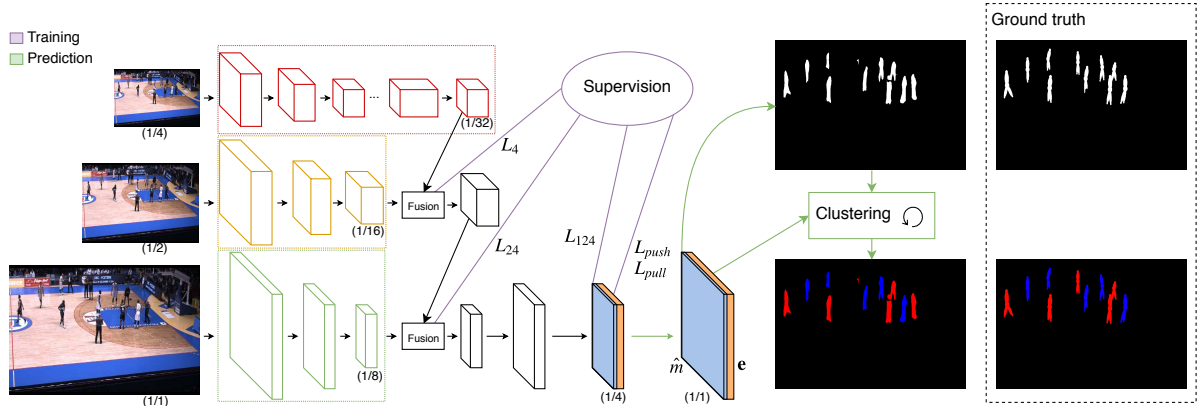 Training
Prediction
(1/4)
(1/32)
...
Supervision
Ground truth
L4
(1/2)
(1/16)
Fusion
L24
L124
Lpush
Lpull
Clustering
(1/1)
(1/8)
Fusion
(1/4)
m̂
e
(1/1)